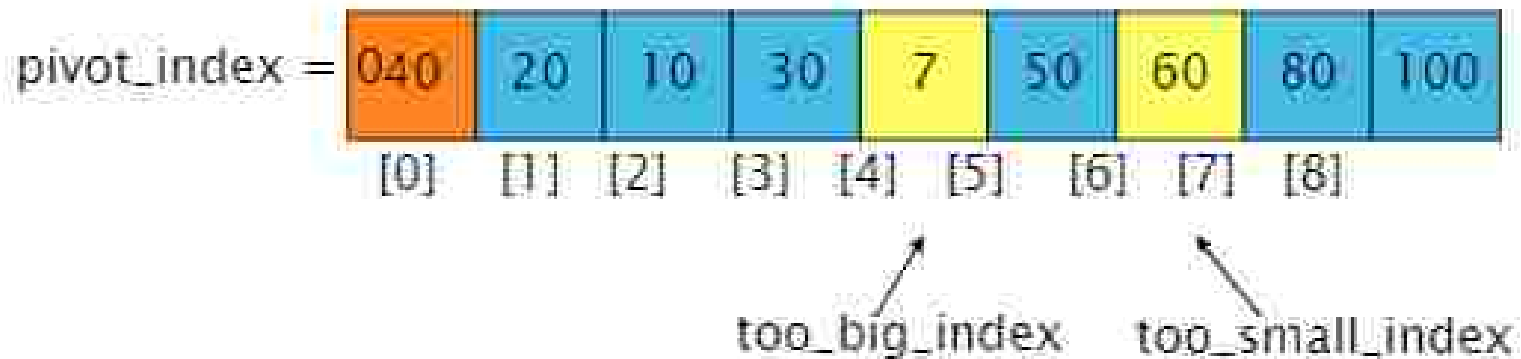 pivot_index = 040 20 10 30 7 50 60 80 100
[0] [1] [2] [3] [4] [5] [6] [7] [8]
too_big_index too_small_index